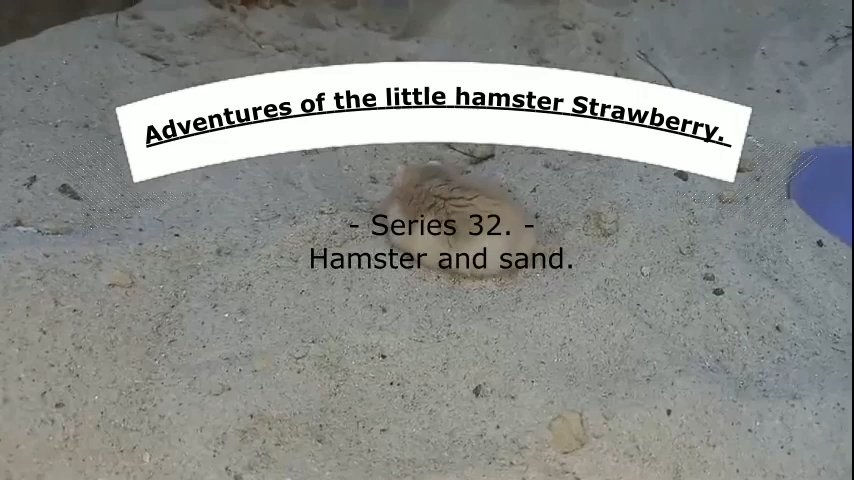 Adventures of the little hamster Strawberry.
- Series 32. -
Hamster and sand.